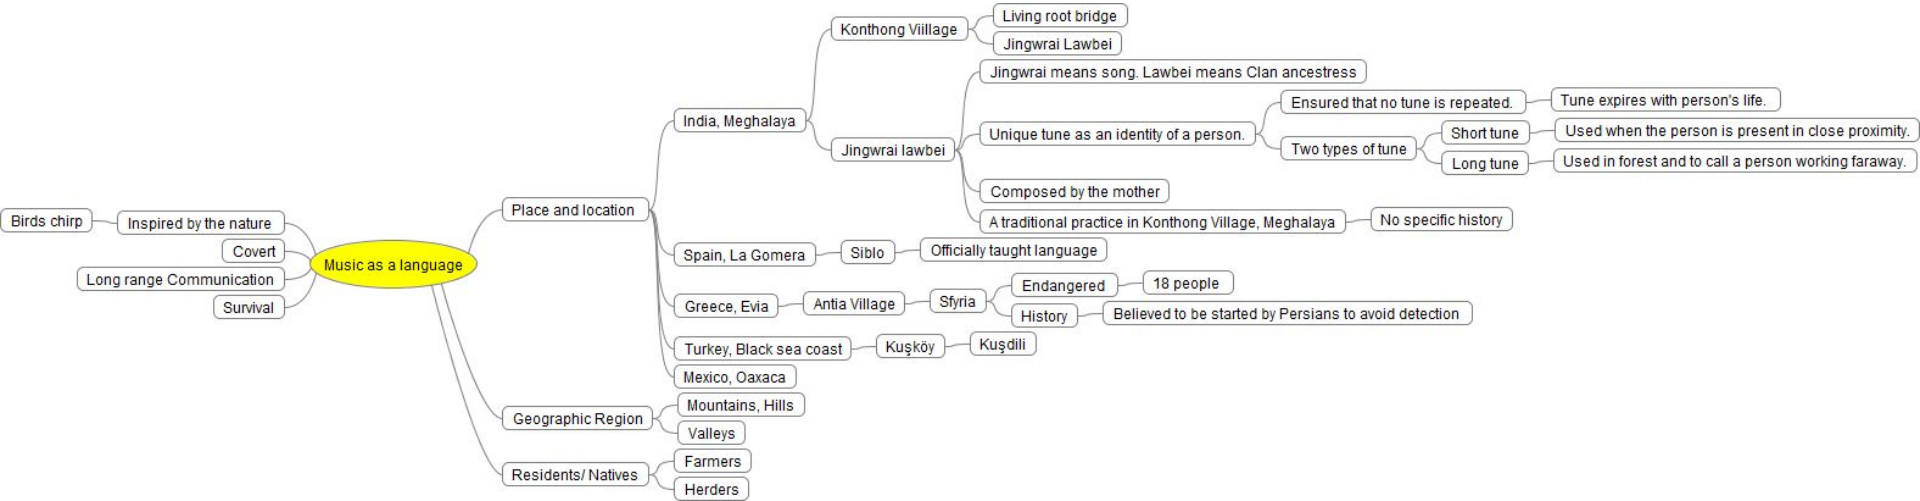 Music as a language
Inspired by the nature
Birds chirp
Covert
Long range Communication
Survival
Place and location
India, Meghalaya
Konthong Viillage
Living root bridge
Jingwrai Lawbei
Jingwrai lawbei
Jingwrai means song. Lawbei means Clan ancestress
Unique tune as an identity of a person.
Ensured that no tune is repeated.
Tune expires with person's life.
Two types of tune
Short tune
Used when the person is present in close proximity.
Long tune
Used in forest and to call a person working faraway.
Composed by the mother
A traditional practice in Konthong Village, Meghalaya
No specific history
Spain, La Gomera
Siblo
Officially taught language
Greece, Evia
Antia Village
Sfyria
Endangered
18 people
History
Believed to be started by Persians to avoid detection
Turkey, Black sea coast
Kuşköy
Kuşdili
Mexico, Oaxaca
Geographic Region
Mountains, Hills
Valleys
Residents/ Natives
Farmers
Herders